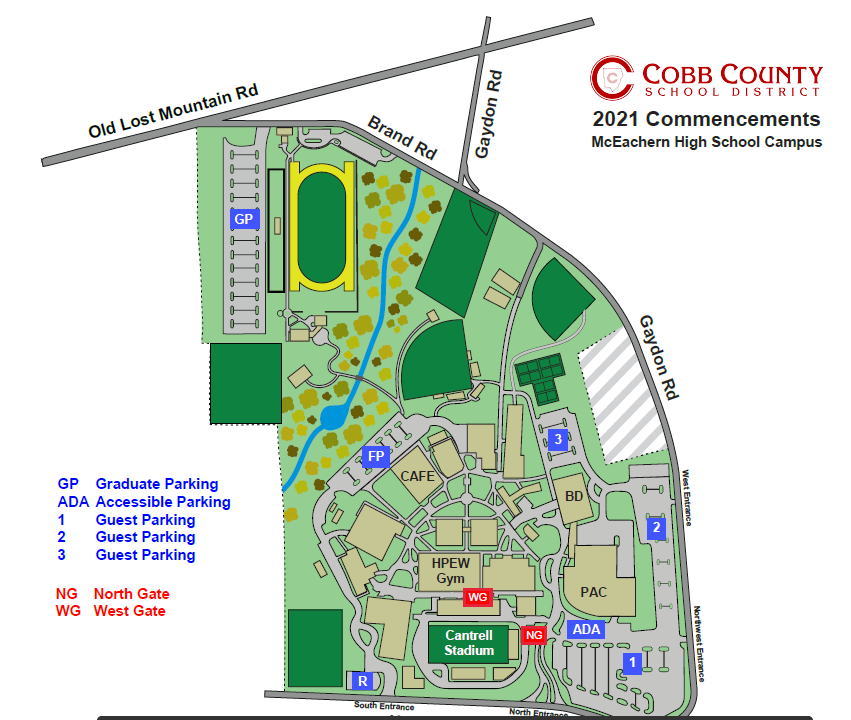 COBB COUNTY
SCHOOL DISTRICT
2021 Commencements
McEachern High School Campus
Old Lost Mountain Rd
Brand Rd
Gaydon Rd
GP
Gaydon Rd
3
FP
CAFE
BD
West Entrance
2
GP Graduate Parking
ADA Accessible Parking
1 Guest Parking
2 Guest Parking
3 Guest Parking
NG North Gate
WG West Gate
HPEW
Gym
PAC
WG
Northwest Entrance
ADA
NG
Cantrell
Stadium
1
R
South Entrance
North Entrance